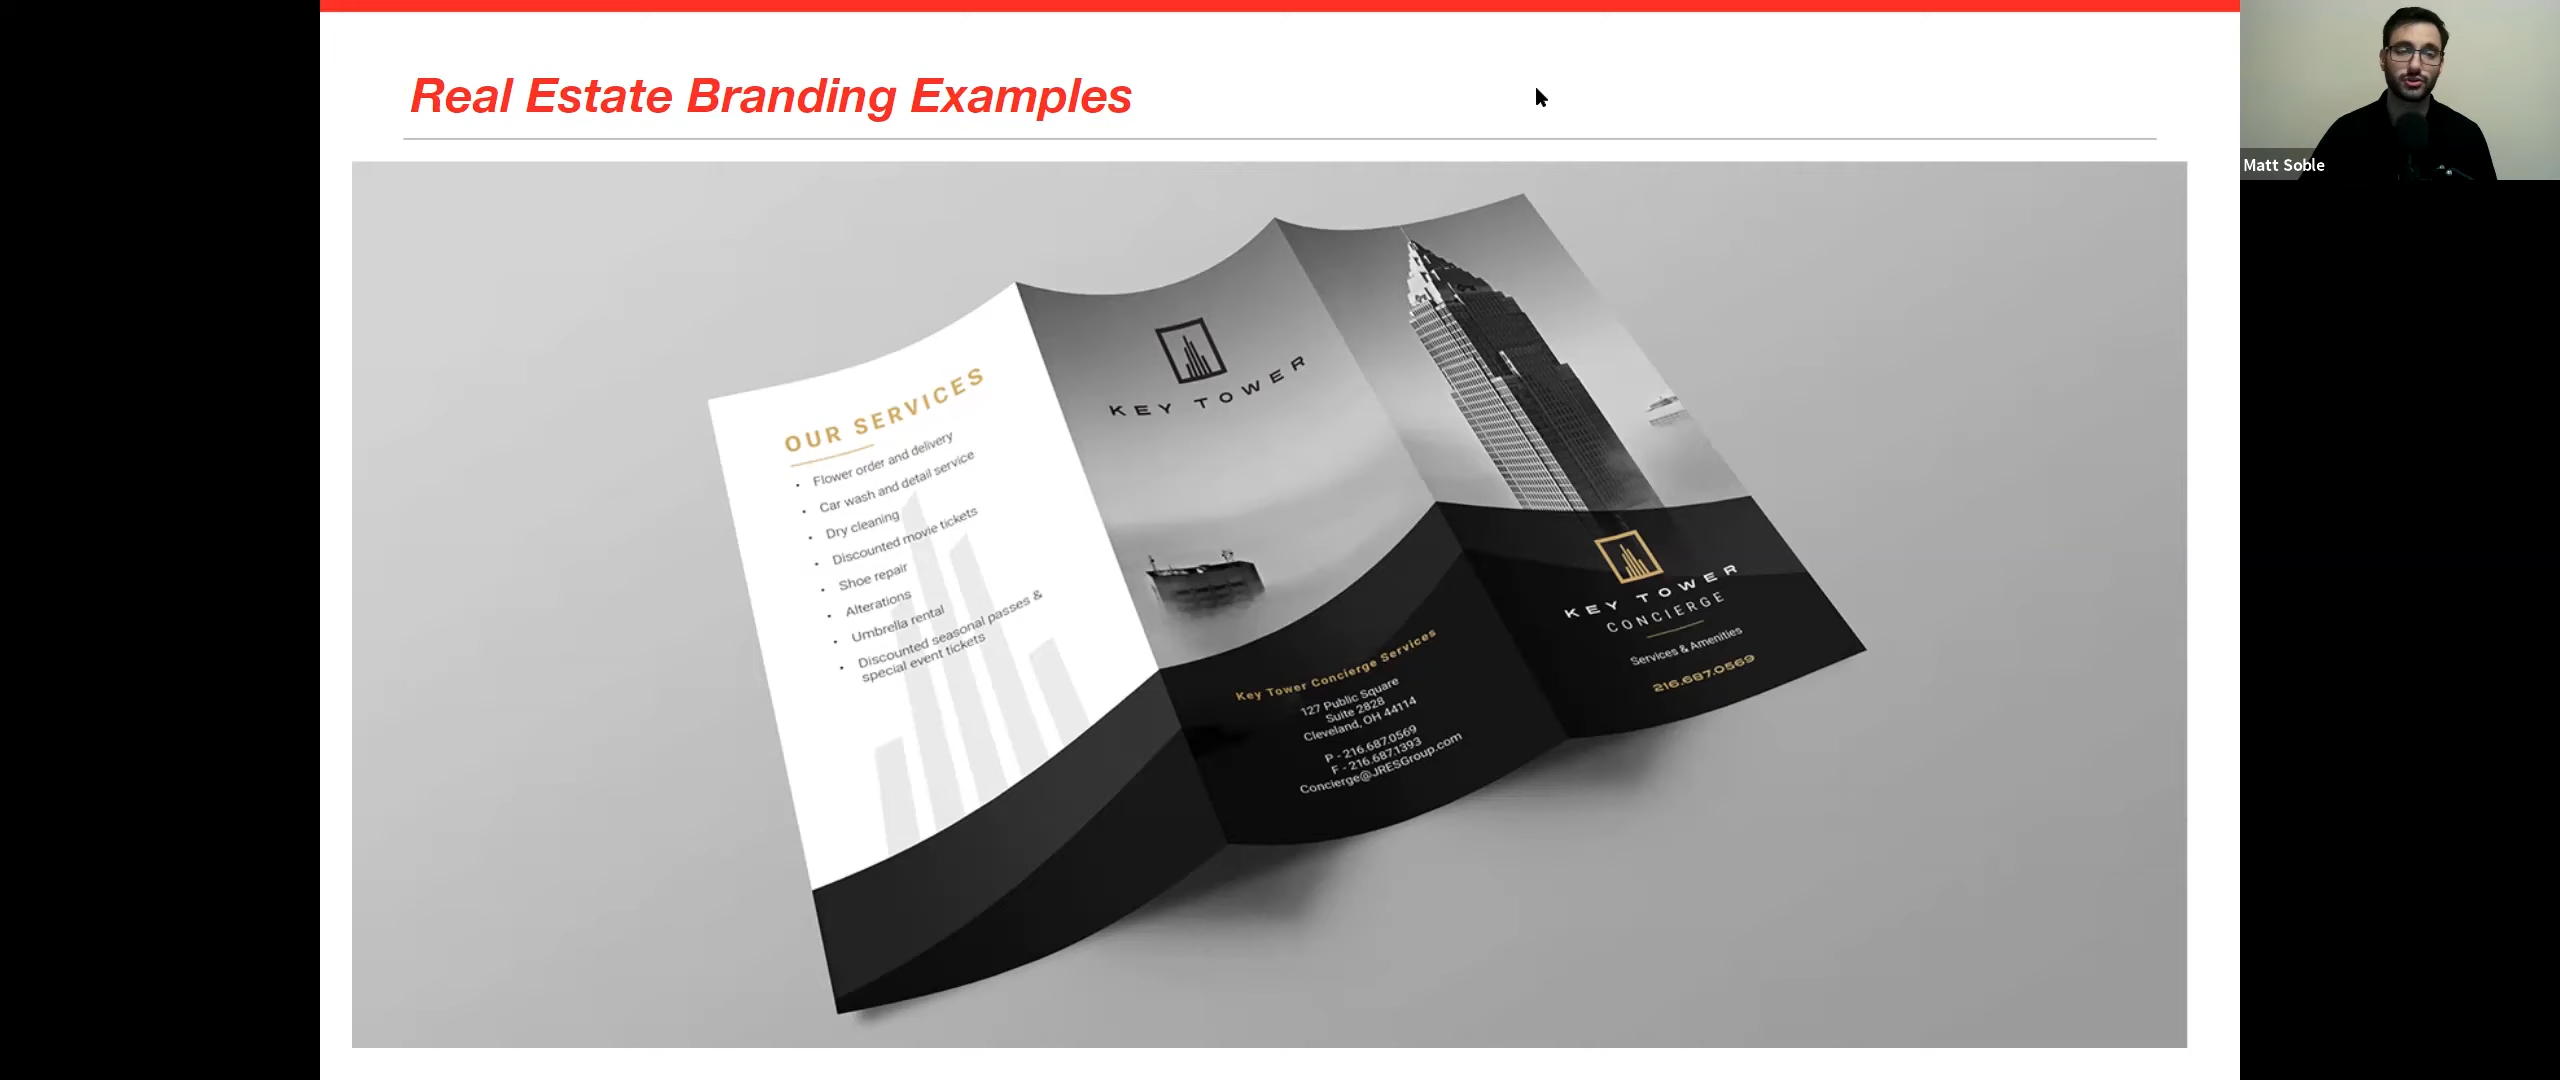 Real Estate Branding Examples
Matt Soble
OUR SERVICES
• Flower order and delivery
• Car wash and detail service
• Dry cleaning
• Discounted movie tickets
• Shoe repair
• Alterations
• Umbrella rental
• Discounted seasonal passes &
special event tickets
KEY TOWER
Key Tower Concierge Services
127 Public Square
Suite 2828
Cleveland, OH 44114
P - 216.687.0569
F - 216.687.1393
Concierge@JRESGroup.com
KEY TOWER
CONCIERGE
Services & Amenities
216.687.0569